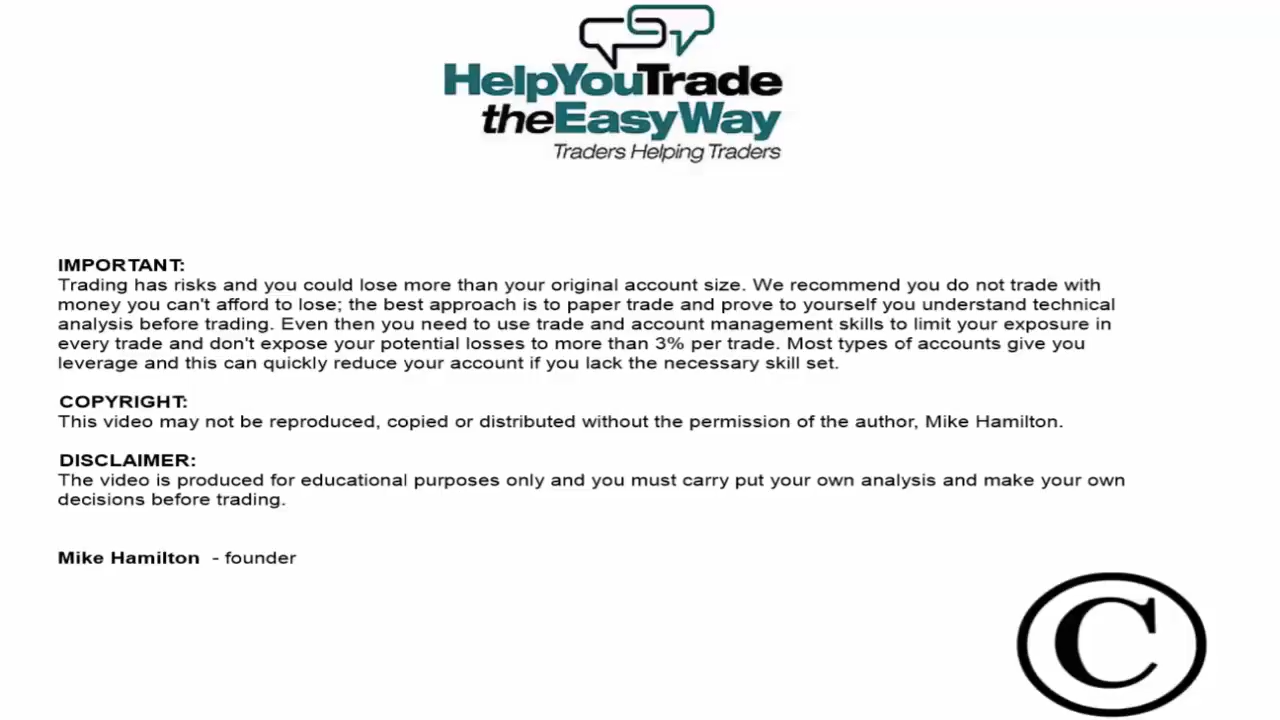 HelpYouTrade
theEasyWay
Traders Helping Traders
IMPORTANT:
Trading has risks and you could lose more than your original account size. We recommend you do not trade with
money you can't afford to lose; the best approach is to paper trade and prove to yourself you understand technical
analysis before trading. Even then you need to use trade and account management skills to limit your exposure in
every trade and don't expose your potential losses to more than 3% per trade. Most types of accounts give you
leverage and this can quickly reduce your account if you lack the necessary skill set.
COPYRIGHT:
This video may not be reproduced, copied or distributed without the permission of the author, Mike Hamilton.
DISCLAIMER:
The video is produced for educational purposes only and you must carry put your own analysis and make your own
decisions before trading.
Mike Hamilton - founder
©